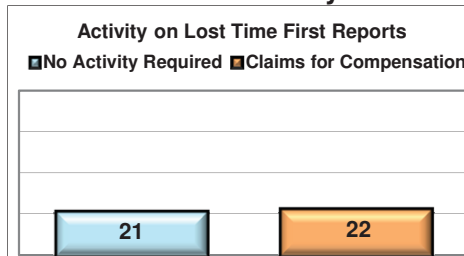 Activity on Lost Time First Reports
No Activity Required Claims for Compensation
21
22